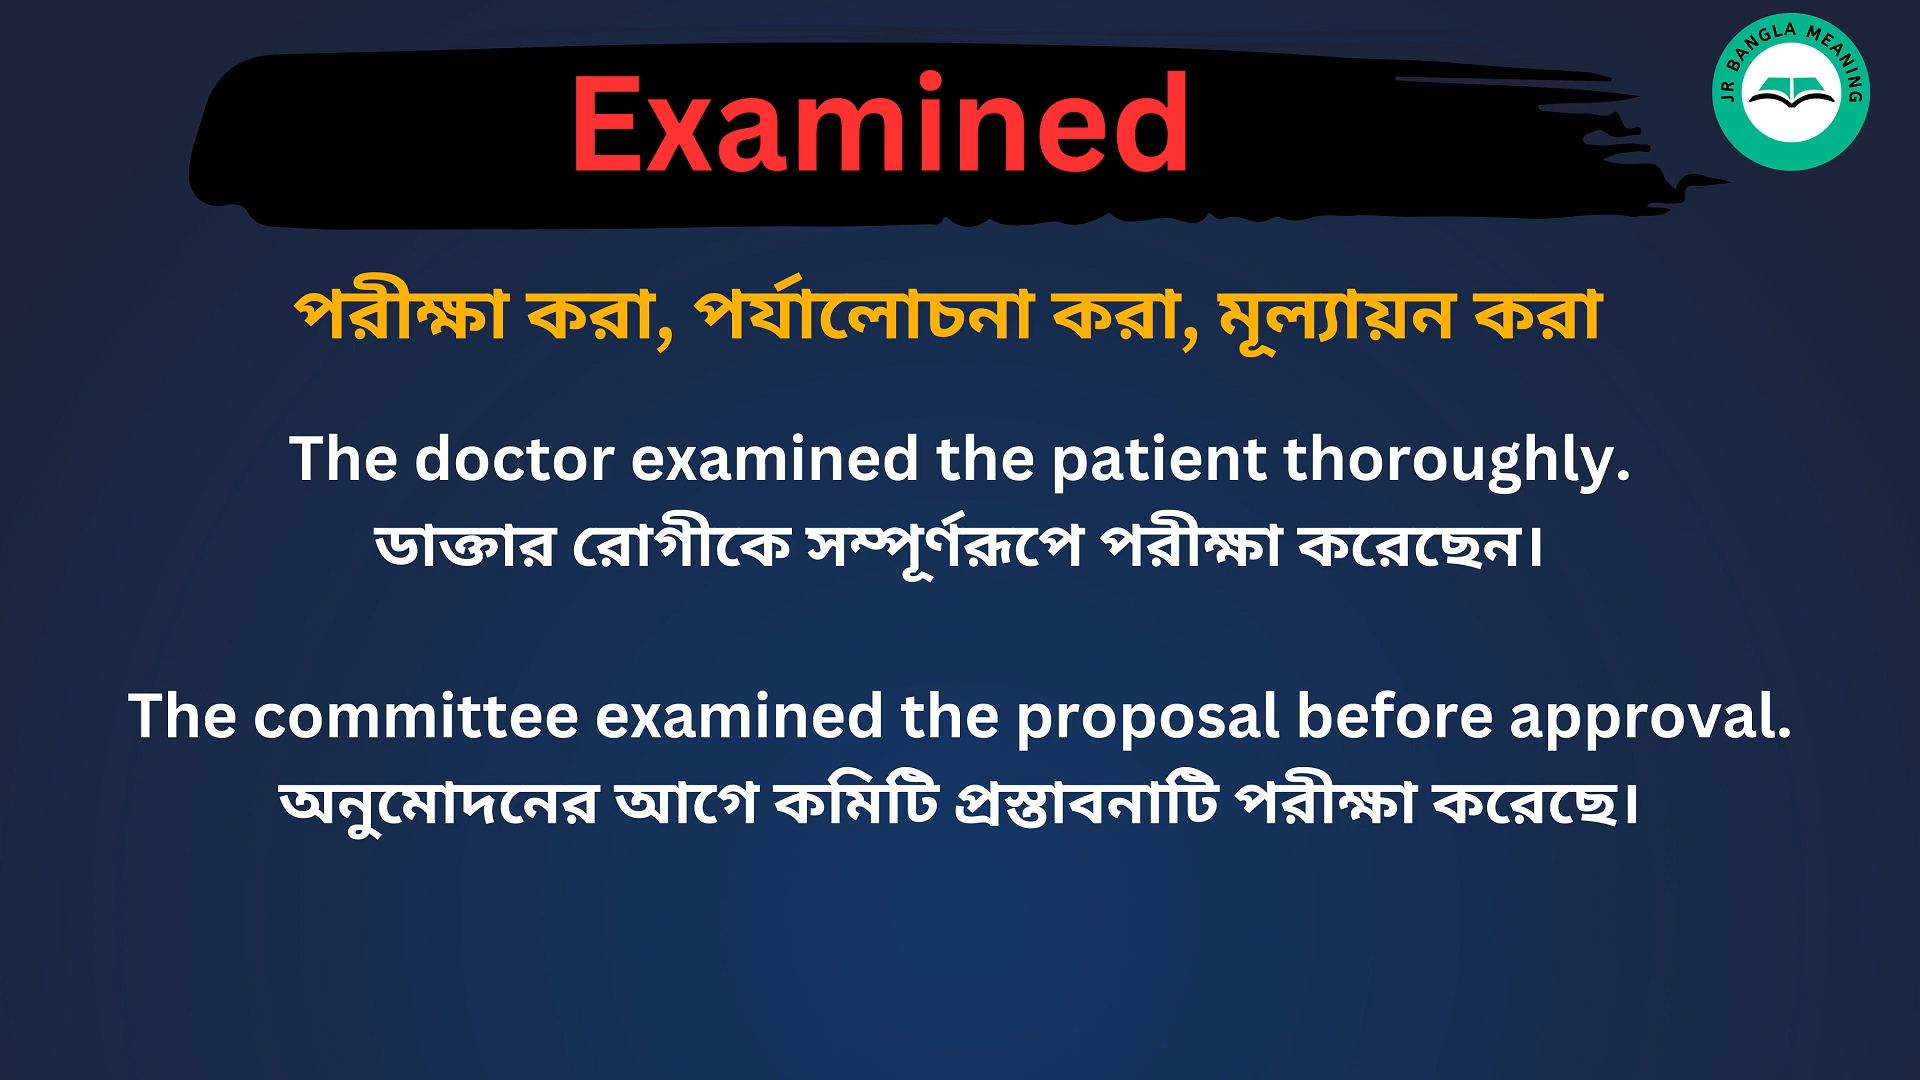 Examined
JR BANGLA MEANING
পরীক্ষা করা, পর্যালোচনা করা, মূল্যায়ন করা
The doctor examined the patient thoroughly.
ডাক্তার রোগীকে সম্পূর্ণরূপে পরীক্ষা করেছেন।
The committee examined the proposal before approval.
অনুমোদনের আগে কমিটি প্রস্তাবনাটি পরীক্ষা করেছে।